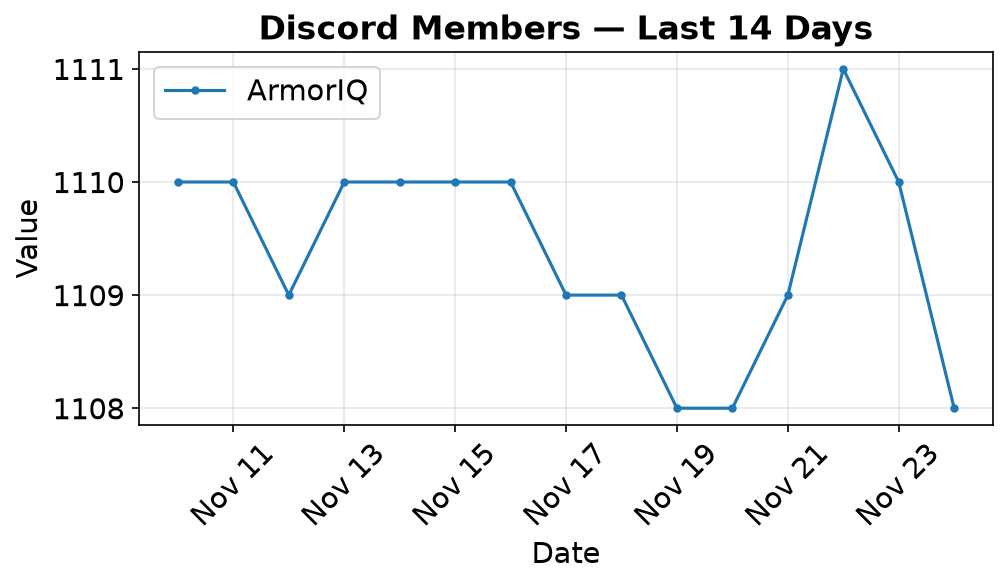 Discord Members — Last 14 Days
ArmorIQ
Value
1111
1110
1109
1108
Nov 11
Nov 13
Nov 15
Nov 17
Nov 19
Nov 21
Nov 23
Date